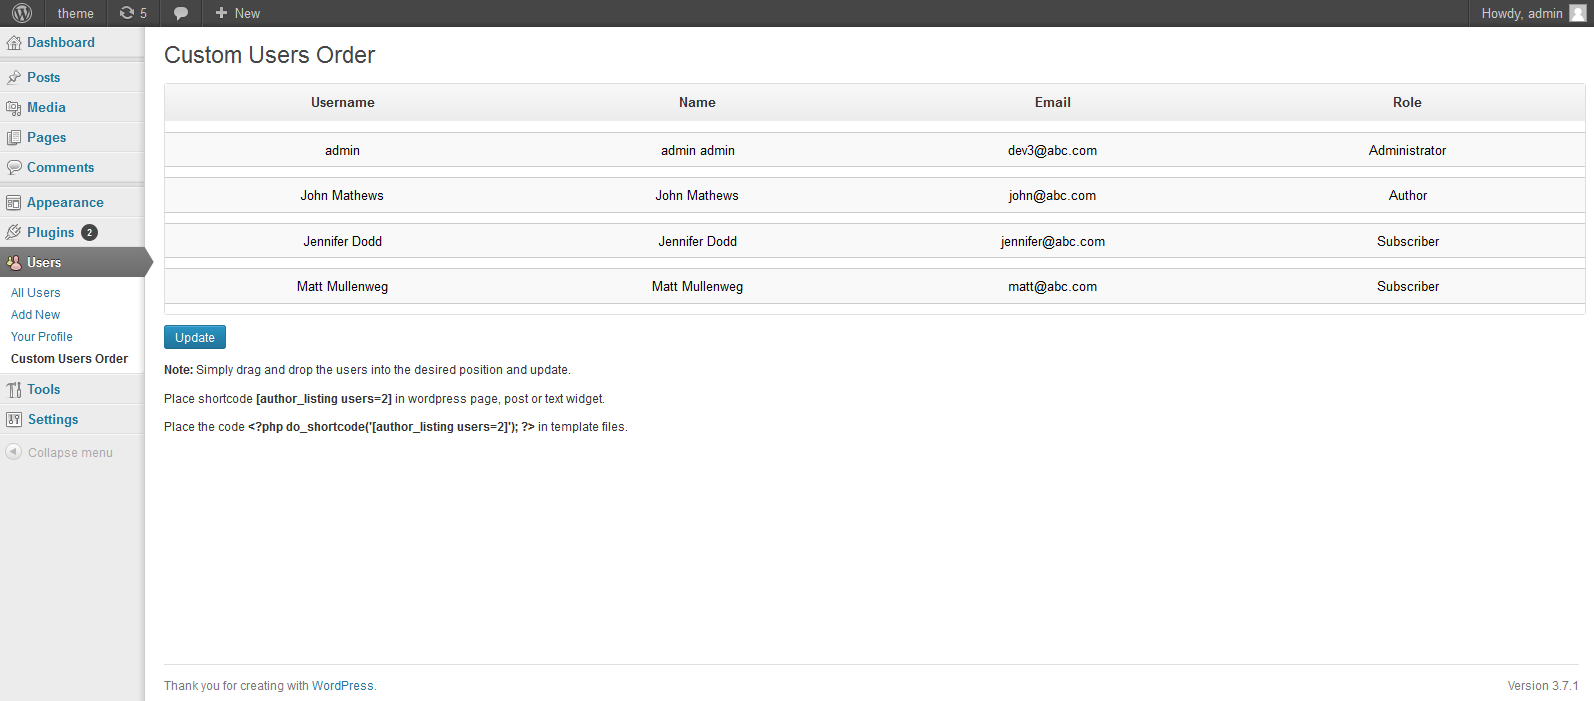 theme 5 New Howdy, admin
Dashboard
Posts
Media
Pages
Comments
Appearance
Plugins 2
Users
All Users
Add New
Your Profile
Custom Users Order
Tools
Settings
Collapse menu
Custom Users Order
Username Name Email Role
admin admin admin dev3@abc.com Administrator
John Mathews John Mathews john@abc.com Author
Jennifer Dodd Jennifer Dodd jennifer@abc.com Subscriber
Matt Mullenweg Matt Mullenweg matt@abc.com Subscriber
Update
Note: Simply drag and drop the users into the desired position and update.
Place shortcode [author_listing users=2] in wordpress page, post or text widget.
Place the code <?php do_shortcode('[author_listing users=2]'); ?> in template files.
Thank you for creating with WordPress. Version 3.7.1